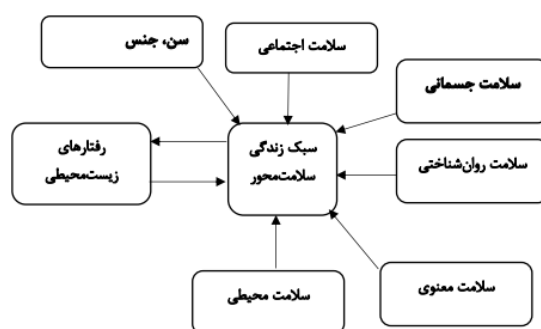 سن، جنس
سلامت اجتماعی
سلامت جسمانی
سبک زندگی
سلامت‌محور
رفتارهای
زیست‌محیطی
سلامت روان‌شناختی
سلامت محیطی
سلامت معنوی